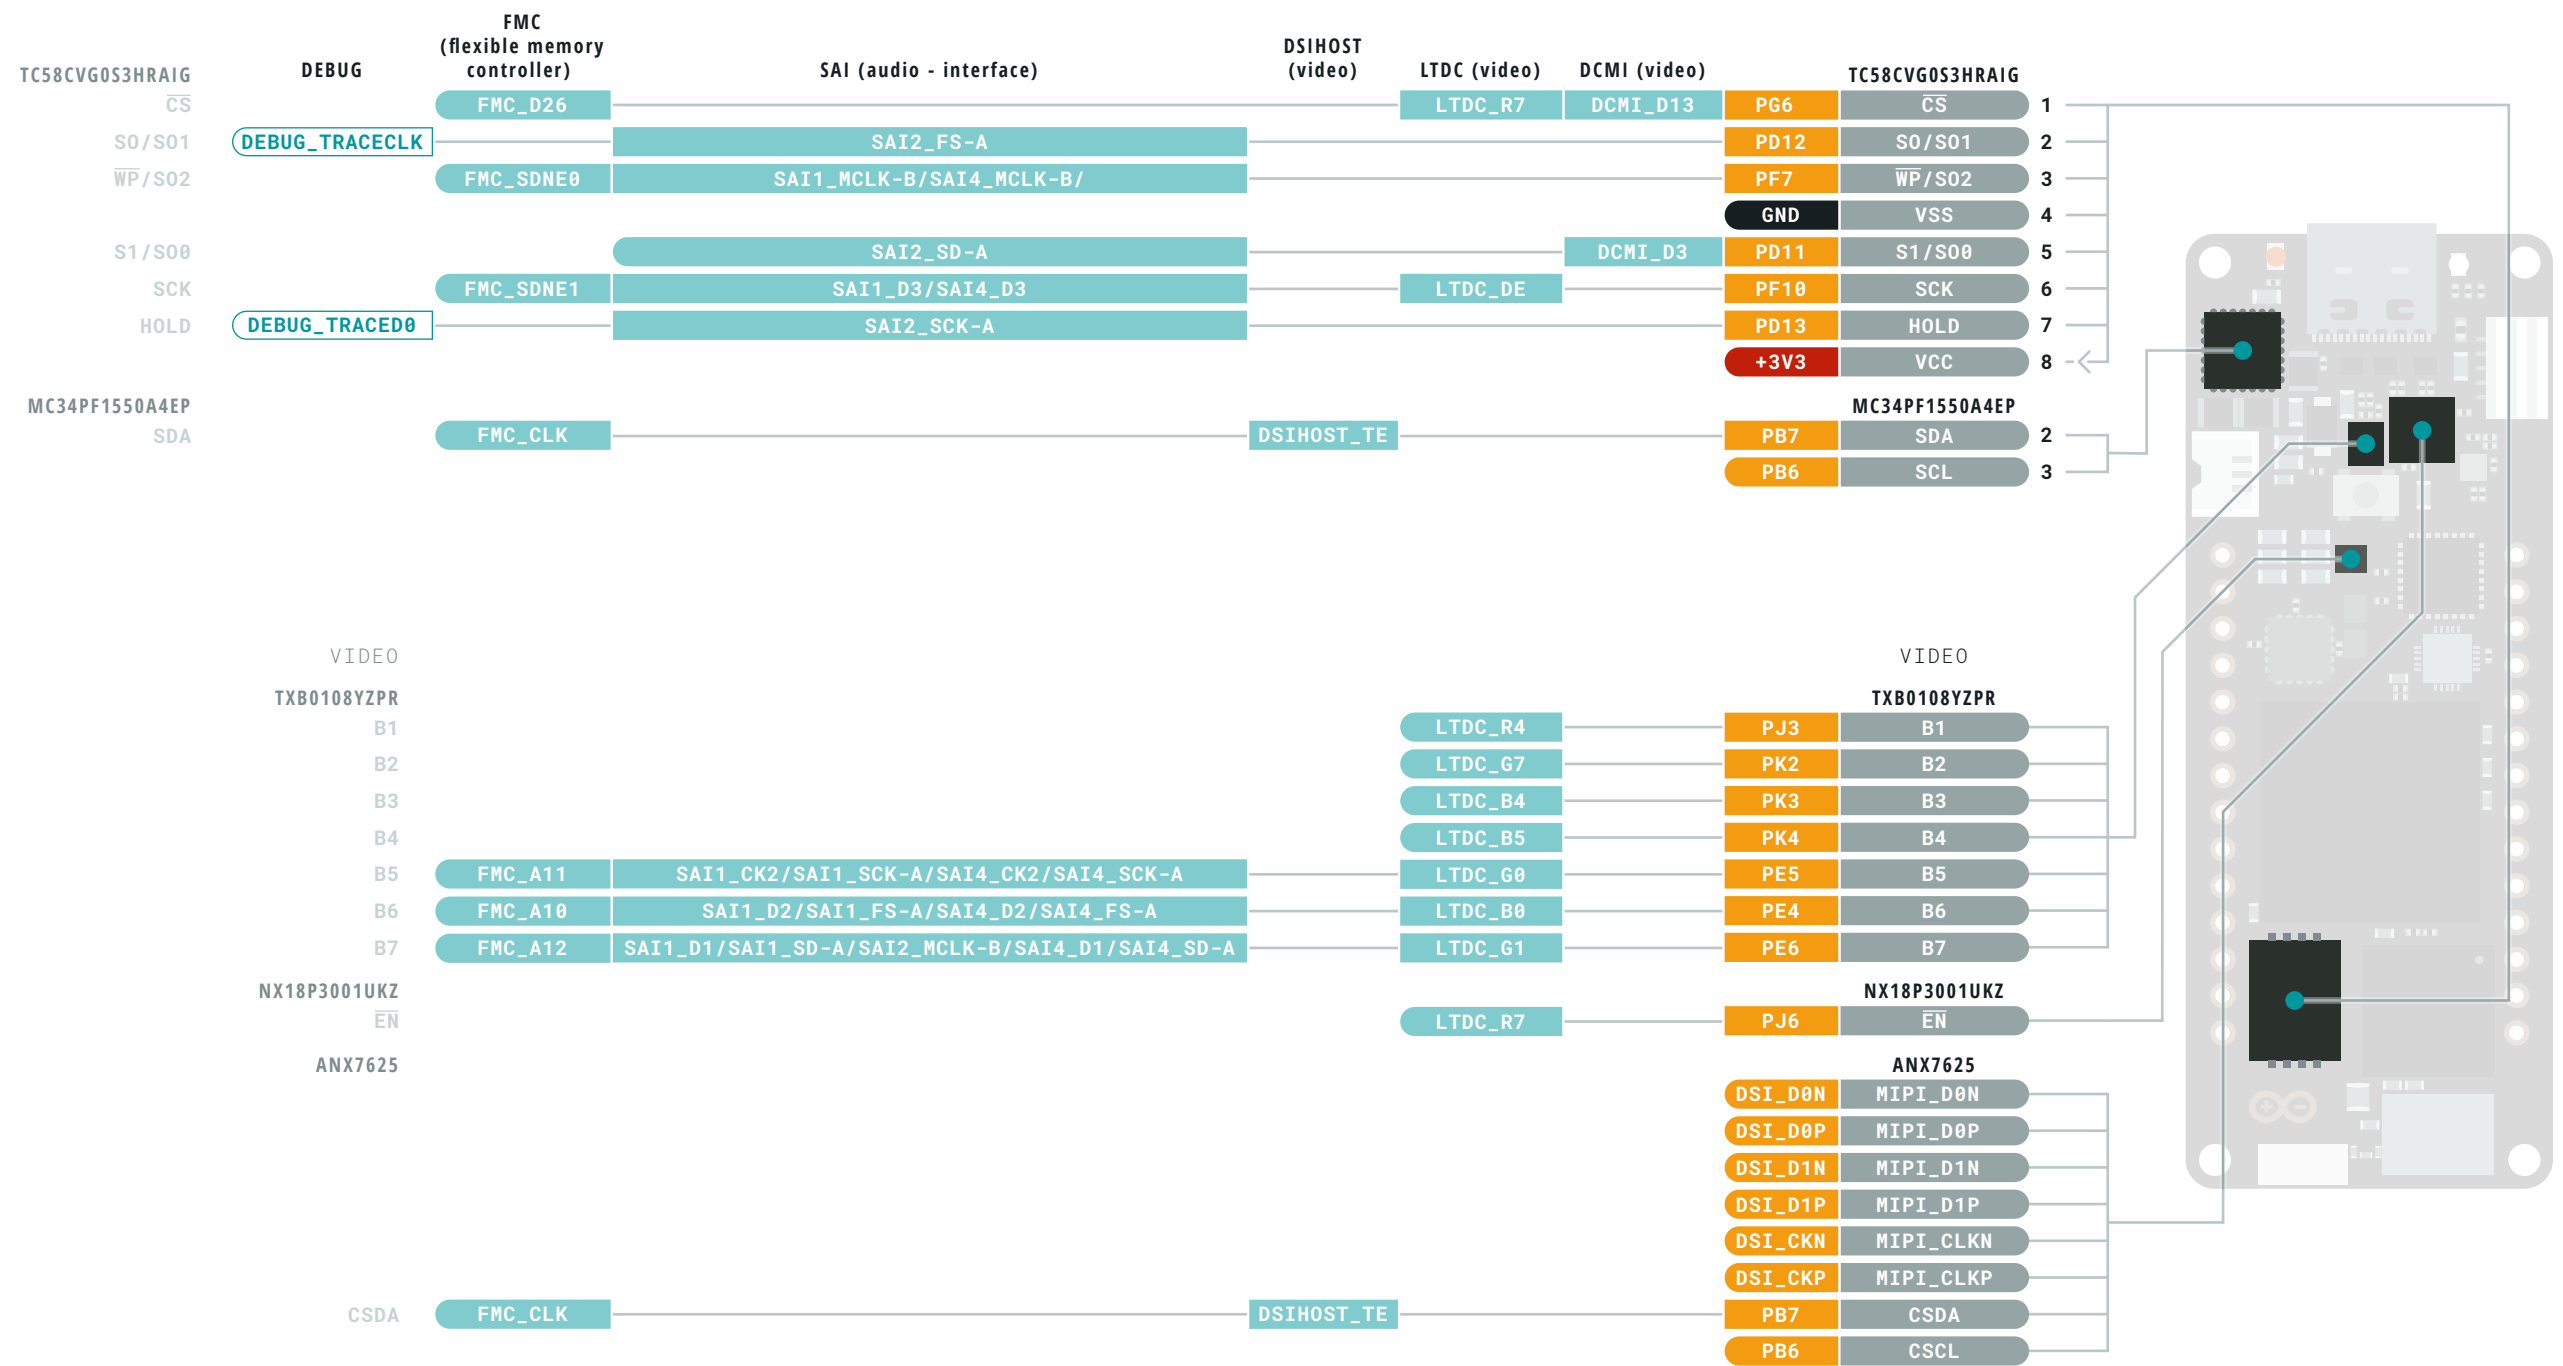 TC58CVG0S3HRAIG DEBUG FMC (flexible memory controller) SAI (audio - interface) DSIHOST (video) LTDC (video) DCMI (video) TC58CVG0S3HRAIG
CS FMC_D26 LTDC_R7 DCMI_D13 PG6 CS 1
SO/SO1 DEBUG_TRACECLK SAI2_FS-A PD12 SO/SO1 2
WP/SO2 FMC_SDNE0 SAI1_MCLK-B/SAI4_MCLK-B/ PF7 WP/SO2 3
GND VSS 4
S1/SO0 SAI2_SD-A DCMI_D3 PD11 S1/SO0 5
SCK FMC_SDNE1 SAI1_D3/SAI4_D3 LTDC_DE PF10 SCK 6
HOLD DEBUG_TRACED0 SAI2_SCK-A PD13 HOLD 7
+3V3 VCC 8
MC34PF1550A4EP MC34PF1550A4EP
SDA FMC_CLK DSIHOST_TE PB7 SDA 2
PB6 SCL 3
VIDEO VIDEO
TXB0108YZPR TXB0108YZPR
B1 LTDC_R4 PJ3 B1
B2 LTDC_G7 PK2 B2
B3 LTDC_B4 PK3 B3
B4 LTDC_B5 PK4 B4
B5 FMC_A11 SAI1_CK2/SAI1_SCK-A/SAI4_CK2/SAI4_SCK-A LTDC_G0 PE5 B5
B6 FMC_A10 SAI1_D2/SAI1_FS-A/SAI4_D2/SAI4_FS-A LTDC_B0 PE4 B6
B7 FMC_A12 SAI1_D1/SAI1_SD-A/SAI2_MCLK-B/SAI4_D1/SAI4_SD-A LTDC_G1 PE6 B7
NX18P3001UKZ NX18P3001UKZ
EN LTDC_R7 PJ6 EN
ANX7625 ANX7625
DSI_D0N MIPI_D0N
DSI_D0P MIPI_D0P
DSI_D1N MIPI_D1N
DSI_D1P MIPI_D1P
DSI_CKN MIPI_CLKN
DSI_CKP MIPI_CLKP
CSDA FMC_CLK DSIHOST_TE PB7 CSDA
PB6 CSCL